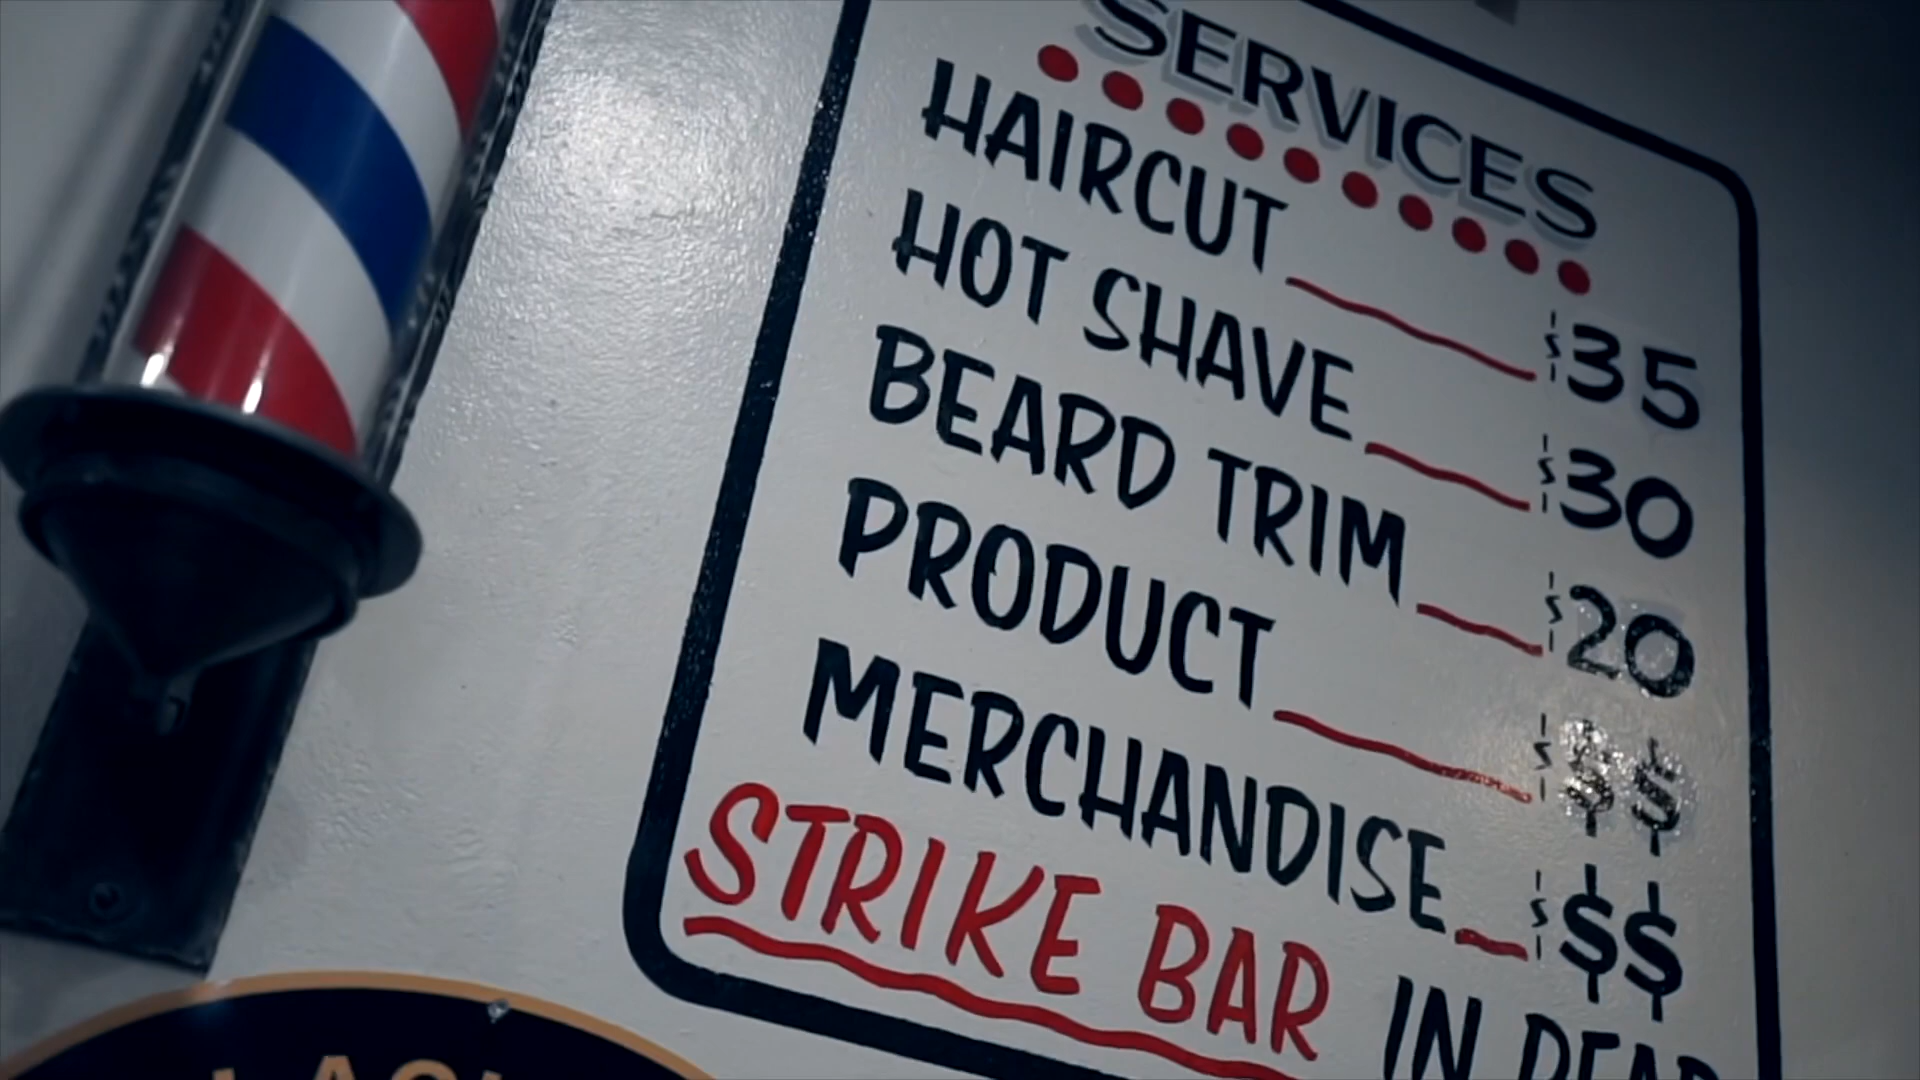 SERVICES
HAIRCUT $35
HOT SHAVE $30
BEARD TRIM $20
PRODUCT $$$
MERCHANDISE $$$
STRIKE BAR IN